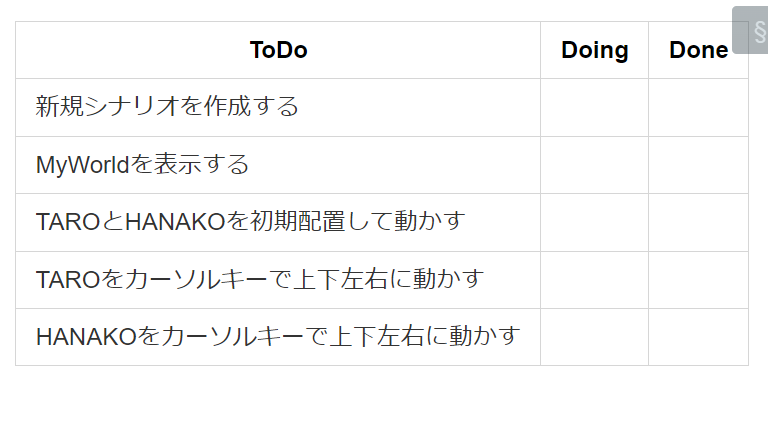 ToDo Doing Done
§
新規シナリオを作成する
MyWorldを表示する
TAROとHANAKOを初期配置して動かす
TAROをカーソルキーで上下左右に動かす
HANAKOをカーソルキーで上下左右に動かす